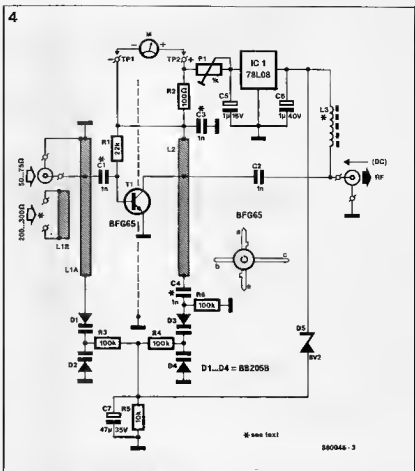 4
M
TP1
TP2
P1
1k
IC 1
78L08
R2
100Ω
C5
1µ 16V
C6
1µ 40V
L3
*
C3
1n
R1
22k
L2
50...75Ω
C1
1n
C2
1n
(DC)
RF
T1
BFG65
BFG65
200...300Ω
*
L1B
L1A
b
c
e
e
C4
1n
R6
100k
D1
D3
R3
100k
R4
100k
D2
D4
D1...D4 = BB205B
D5
8V2
C7
47µ 35V
R5
10k
* see text
880045 - 3